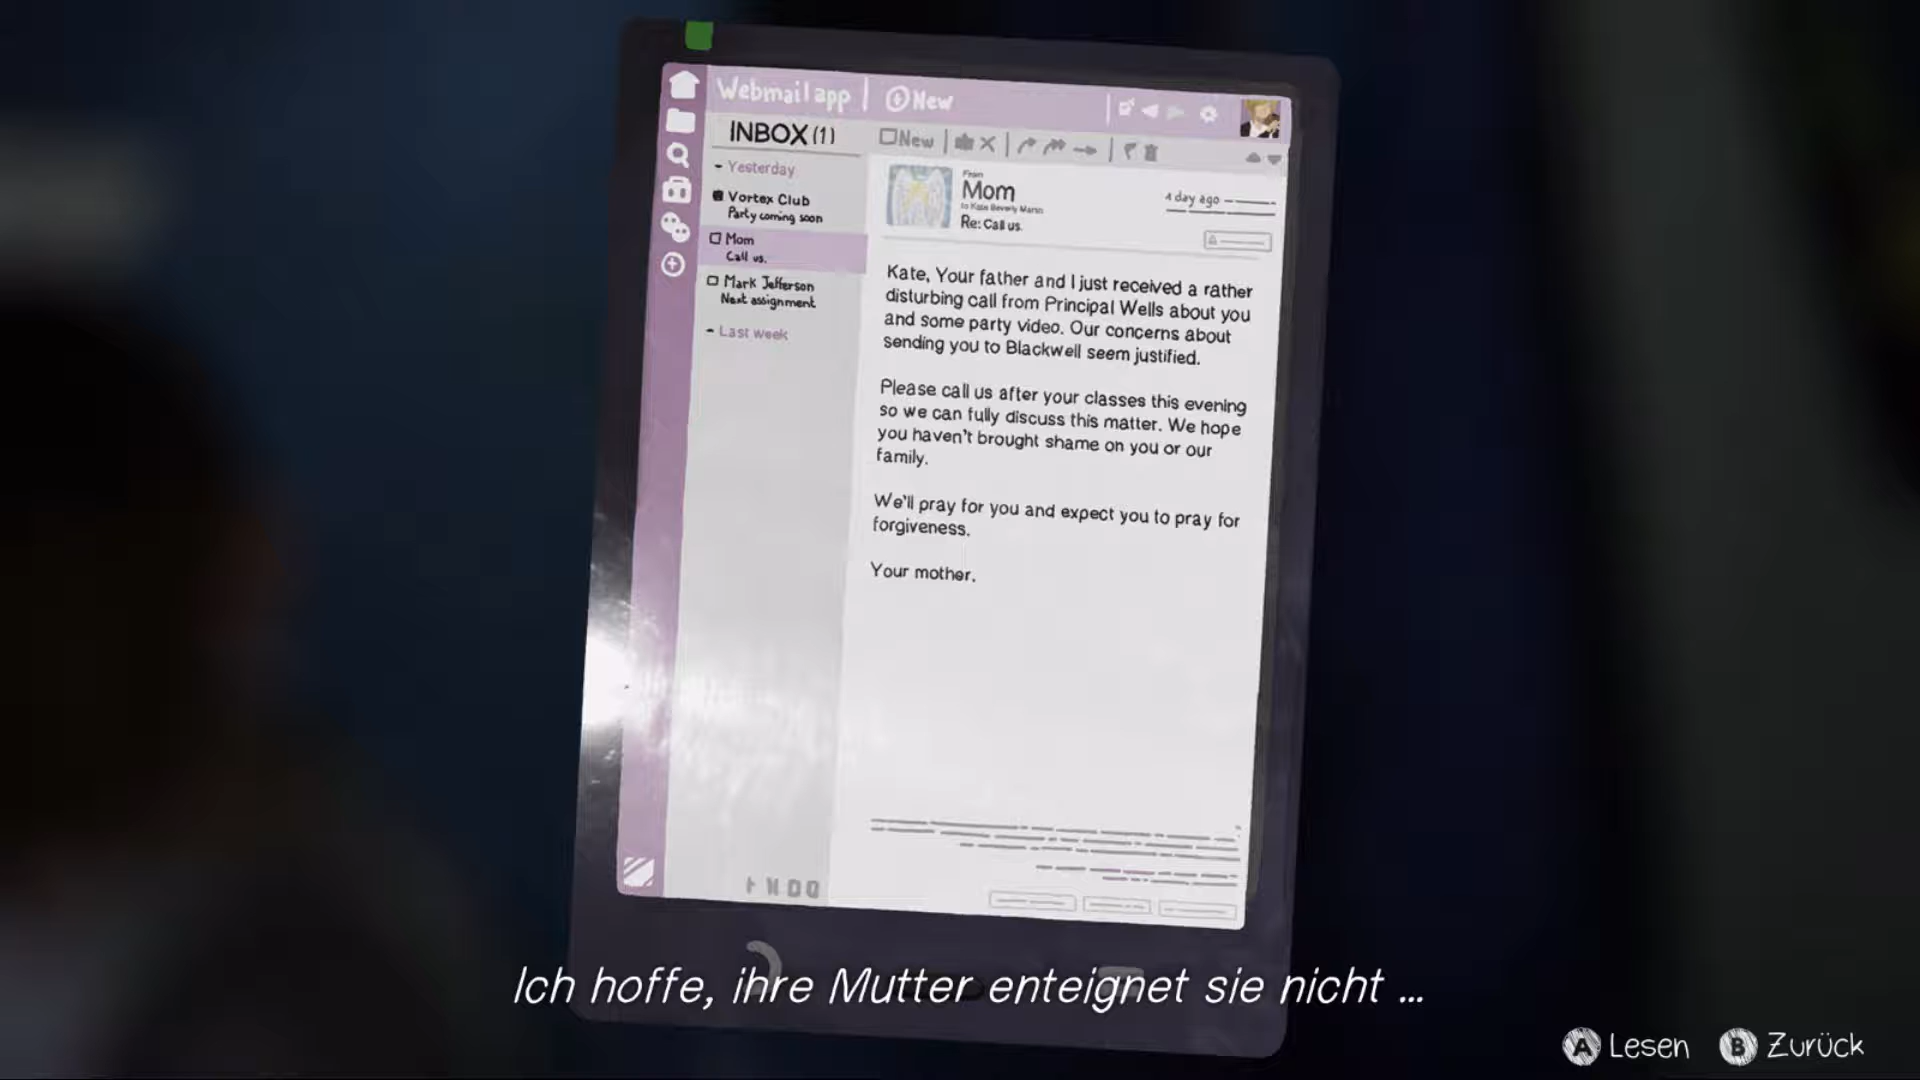 Webmail app | New
INBOX (1)
New
- Yesterday
Vortex Club
Party coming soon
Mom
Call us.
Mark Jefferson
Next assignment
- Last week
From
Mom
to Kate Beverly Marsh
Re: Call us.
1 day ago
Kate, Your father and I just received a rather
disturbing call from Principal Wells about you
and some party video. Our concerns about
sending you to Blackwell seem justified.
Please call us after your classes this evening
so we can fully discuss this matter. We hope
you haven't brought shame on you or our
family.
We'll pray for you and expect you to pray for
forgiveness.
Your mother.
Ich hoffe, ihre Mutter enteignet sie nicht ...
A Lesen B Zurück